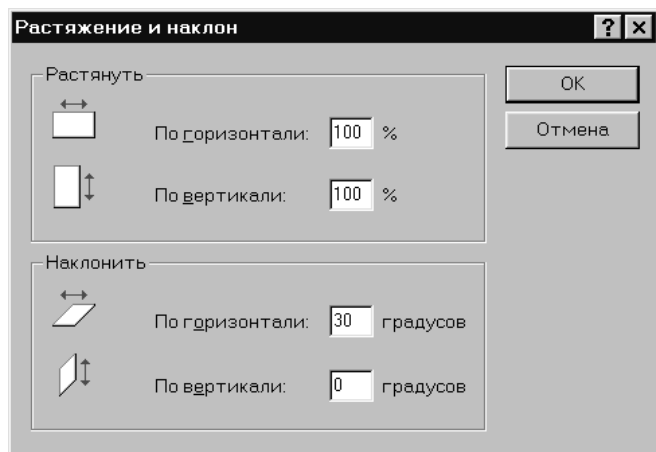 Растяжение и наклон
Растянуть
По горизонтали: 100 %
По вертикали: 100 %
Наклонить
По горизонтали: 30 градусов
По вертикали: 0 градусов
OK
Отмена